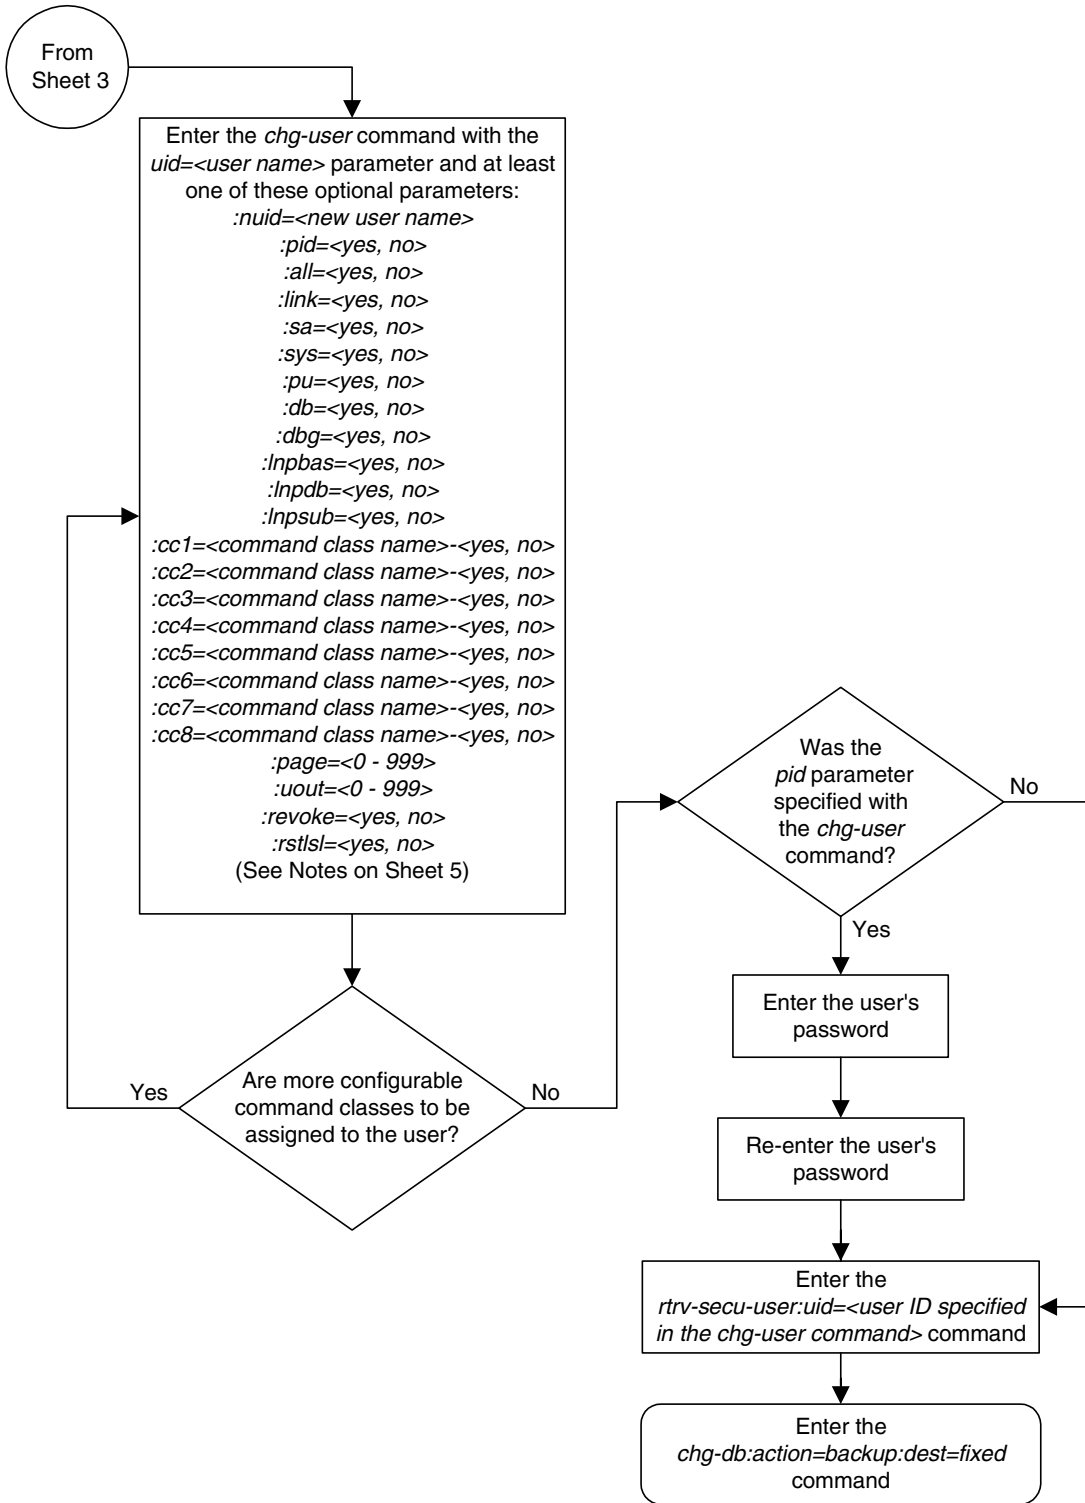 From
Sheet 3
Enter the chg-user command with the
uid=<user name> parameter and at least
one of these optional parameters:
:nuid=<new user name>
:pid=<yes, no>
:all=<yes, no>
:link=<yes, no>
:sa=<yes, no>
:sys=<yes, no>
:pu=<yes, no>
:db=<yes, no>
:dbg=<yes, no>
:lnpbas=<yes, no>
:lnpdb=<yes, no>
:lnpsub=<yes, no>
:cc1=<command class name>-<yes, no>
:cc2=<command class name>-<yes, no>
:cc3=<command class name>-<yes, no>
:cc4=<command class name>-<yes, no>
:cc5=<command class name>-<yes, no>
:cc6=<command class name>-<yes, no>
:cc7=<command class name>-<yes, no>
:cc8=<command class name>-<yes, no>
:page=<0 - 999>
:uout=<0 - 999>
:revoke=<yes, no>
:rstlsl=<yes, no>
(See Notes on Sheet 5)
Are more configurable
command classes to be
assigned to the user?
Yes
No
Was the
pid parameter
specified with
the chg-user
command?
No
Yes
Enter the user's
password
Re-enter the user's
password
Enter the
rtrv-secu-user:uid=<user ID specified
in the chg-user command> command
Enter the
chg-db:action=backup:dest=fixed
command